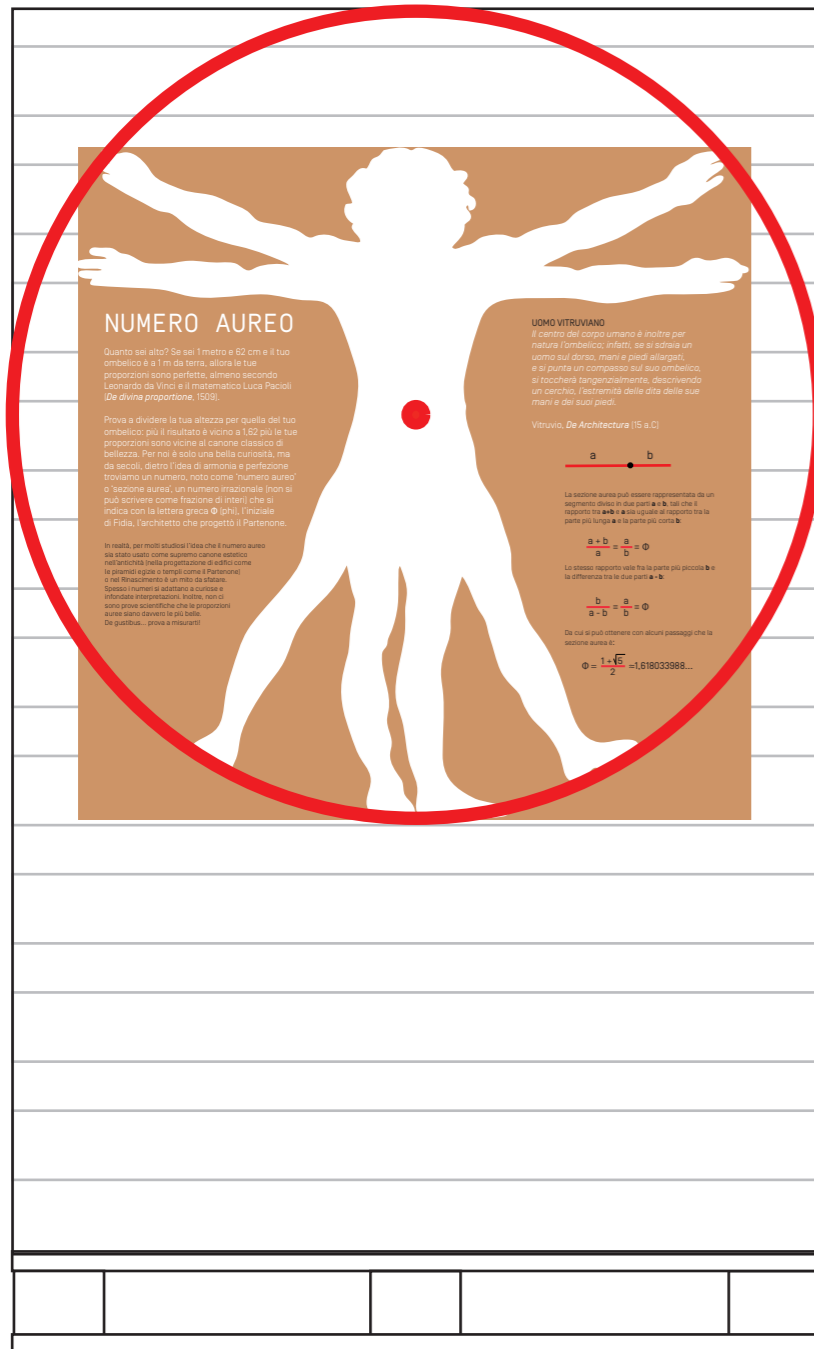 NUMERO AUREO
Quanto sei alto? Se sei 1 metro e 62 cm e il tuo
ombelico è a 1 m da terra, allora le tue
proporzioni sono perfette, almeno secondo
Leonardo da Vinci e il matematico Luca Pacioli
(De divina proportione, 1509).
Prova a dividere la tua altezza per quella del tuo
ombelico: più il risultato è vicino a 1,62 più le tue
proporzioni sono vicine al canone classico di
bellezza. Per noi è solo una bella curiosità, ma
da secoli, dietro l'idea di armonia e perfezione
troviamo un numero, noto come 'numero aureo'
o 'sezione aurea', un numero irrazionale (non si
può scrivere come frazione di interi) che si
indica con la lettera greca Φ (phi), l'iniziale
di Fidia, l'architetto che progettò il Partenone.
In realtà, per molti studiosi l'idea che il numero aureo
sia stato usato come supremo canone estetico
nell'antichità (nella progettazione di edifici come
le piramidi egizie o templi come il Partenone)
o nel Rinascimento è un mito da sfatare.
Spesso i numeri si adattano a curiose e
infondate interpretazioni. Inoltre, non ci
sono prove scientifiche che le proporzioni
auree siano davvero le più belle.
De gustibus... prova a misurarti!
UOMO VITRUVIANO
Il centro del corpo umano è inoltre per
natura l'ombelico; infatti, se si sdraia un
uomo sul dorso, mani e piedi allargati,
e si punta un compasso sul suo ombelico,
si toccherà tangenzialmente, descrivendo
un cerchio, l'estremità delle dita delle sue
mani e dei suoi piedi.
Vitruvio, De Architectura (15 a.C)
a b
La sezione aurea può essere rappresentata da un
segmento diviso in due parti a e b, tali che il
rapporto tra a+b e a sia uguale al rapporto tra la
parte più lunga a e la parte più corta b:
a + b / a = a / b = Φ
Lo stesso rapporto vale fra la parte più piccola b e
la differenza tra le due parti a - b:
b / a - b = a / b = Φ
Da cui si può ottenere con alcuni passaggi che la
sezione aurea è:
Φ = 1 + √5 / 2 =1,618033988...